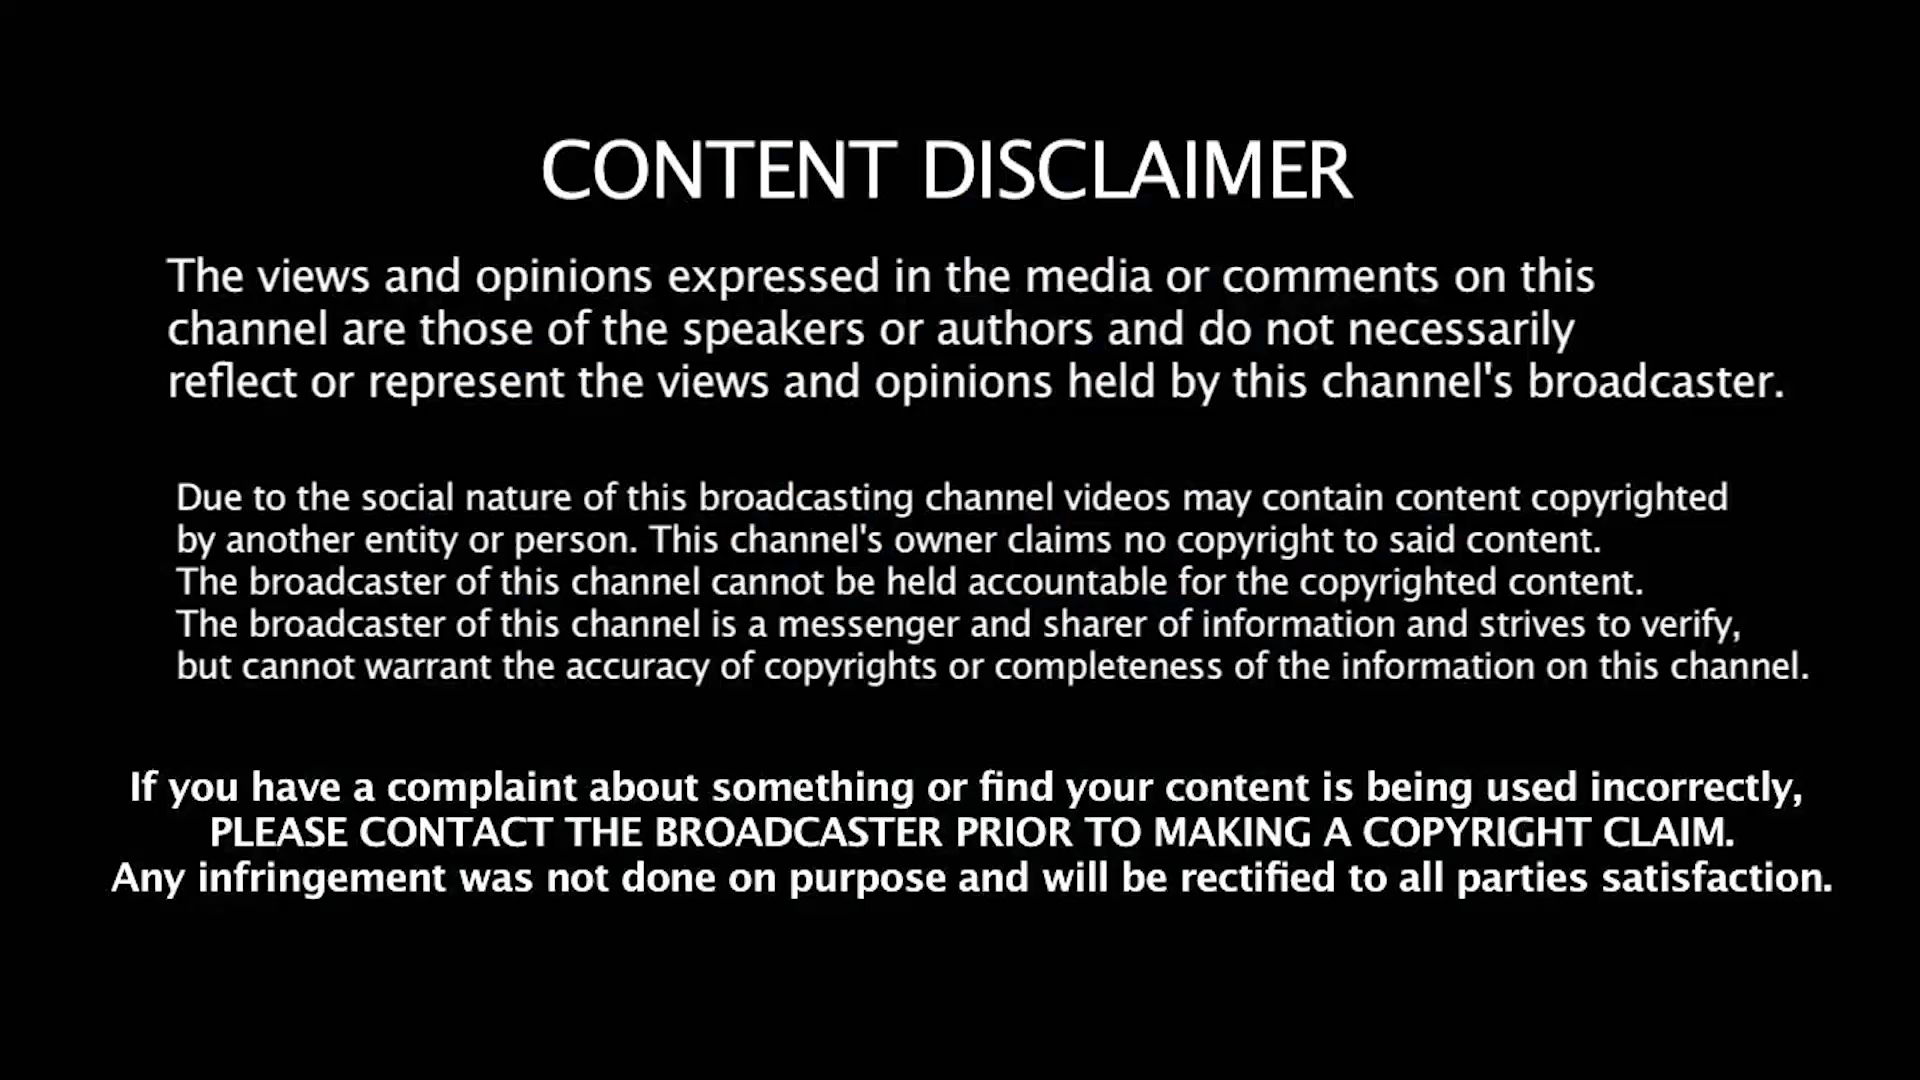 CONTENT DISCLAIMER
The views and opinions expressed in the media or comments on this
channel are those of the speakers or authors and do not necessarily
reflect or represent the views and opinions held by this channel's broadcaster.
Due to the social nature of this broadcasting channel videos may contain content copyrighted
by another entity or person. This channel's owner claims no copyright to said content.
The broadcaster of this channel cannot be held accountable for the copyrighted content.
The broadcaster of this channel is a messenger and sharer of information and strives to verify,
but cannot warrant the accuracy of copyrights or completeness of the information on this channel.
If you have a complaint about something or find your content is being used incorrectly,
PLEASE CONTACT THE BROADCASTER PRIOR TO MAKING A COPYRIGHT CLAIM.
Any infringement was not done on purpose and will be rectified to all parties satisfaction.